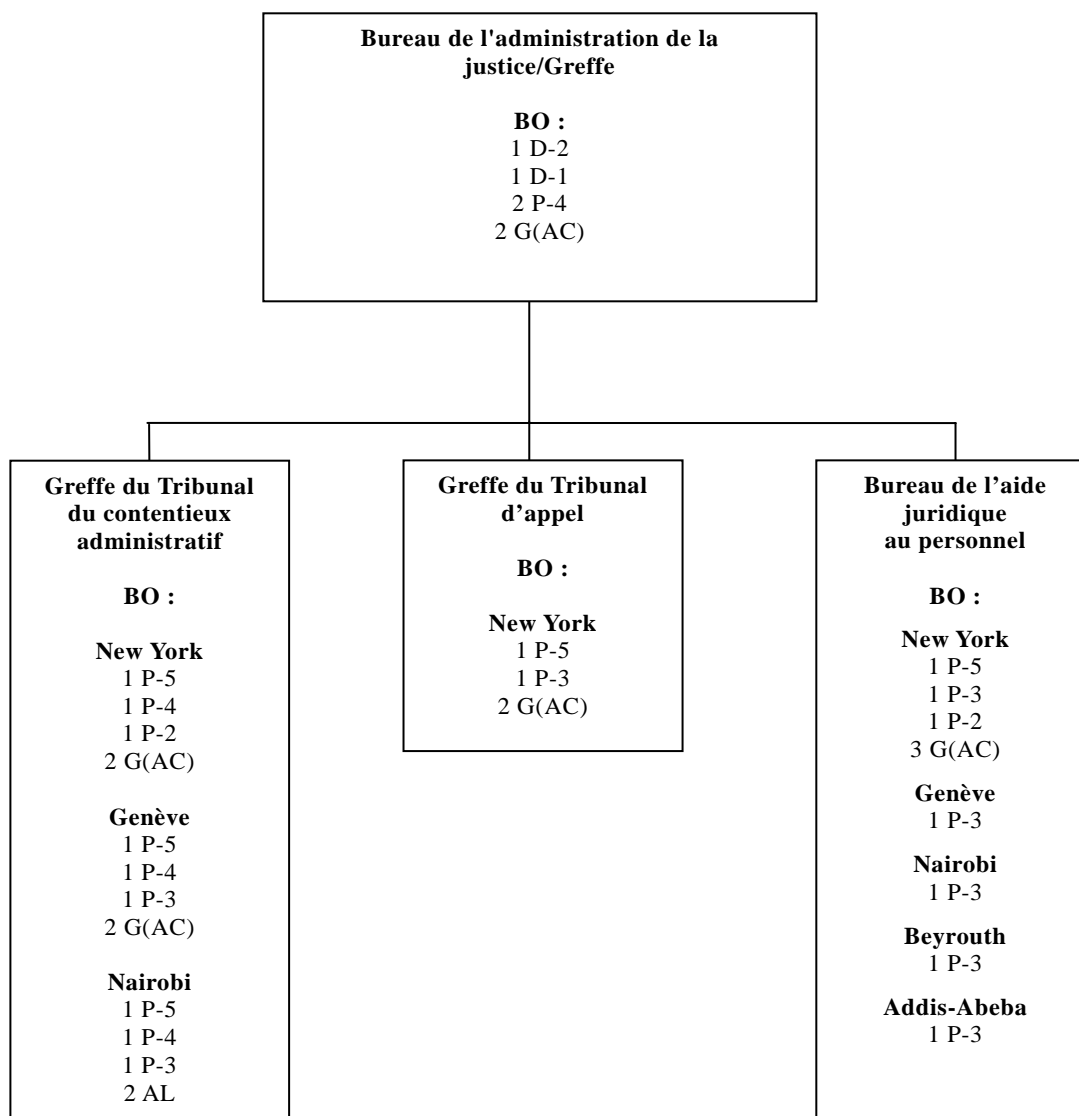 Bureau de l'administration de la
justice/Greffe
BO :
1 D-2
1 D-1
2 P-4
2 G(AC)
Greffe du Tribunal
du contentieux
administratif
BO :
New York
1 P-5
1 P-4
1 P-2
2 G(AC)
Genève
1 P-5
1 P-4
1 P-3
2 G(AC)
Nairobi
1 P-5
1 P-4
1 P-3
2 AL
Greffe du Tribunal
d’appel
BO :
New York
1 P-5
1 P-3
2 G(AC)
Bureau de l’aide
juridique
au personnel
BO :
New York
1 P-5
1 P-3
1 P-2
3 G(AC)
Genève
1 P-3
Nairobi
1 P-3
Beyrouth
1 P-3
Addis-Abeba
1 P-3